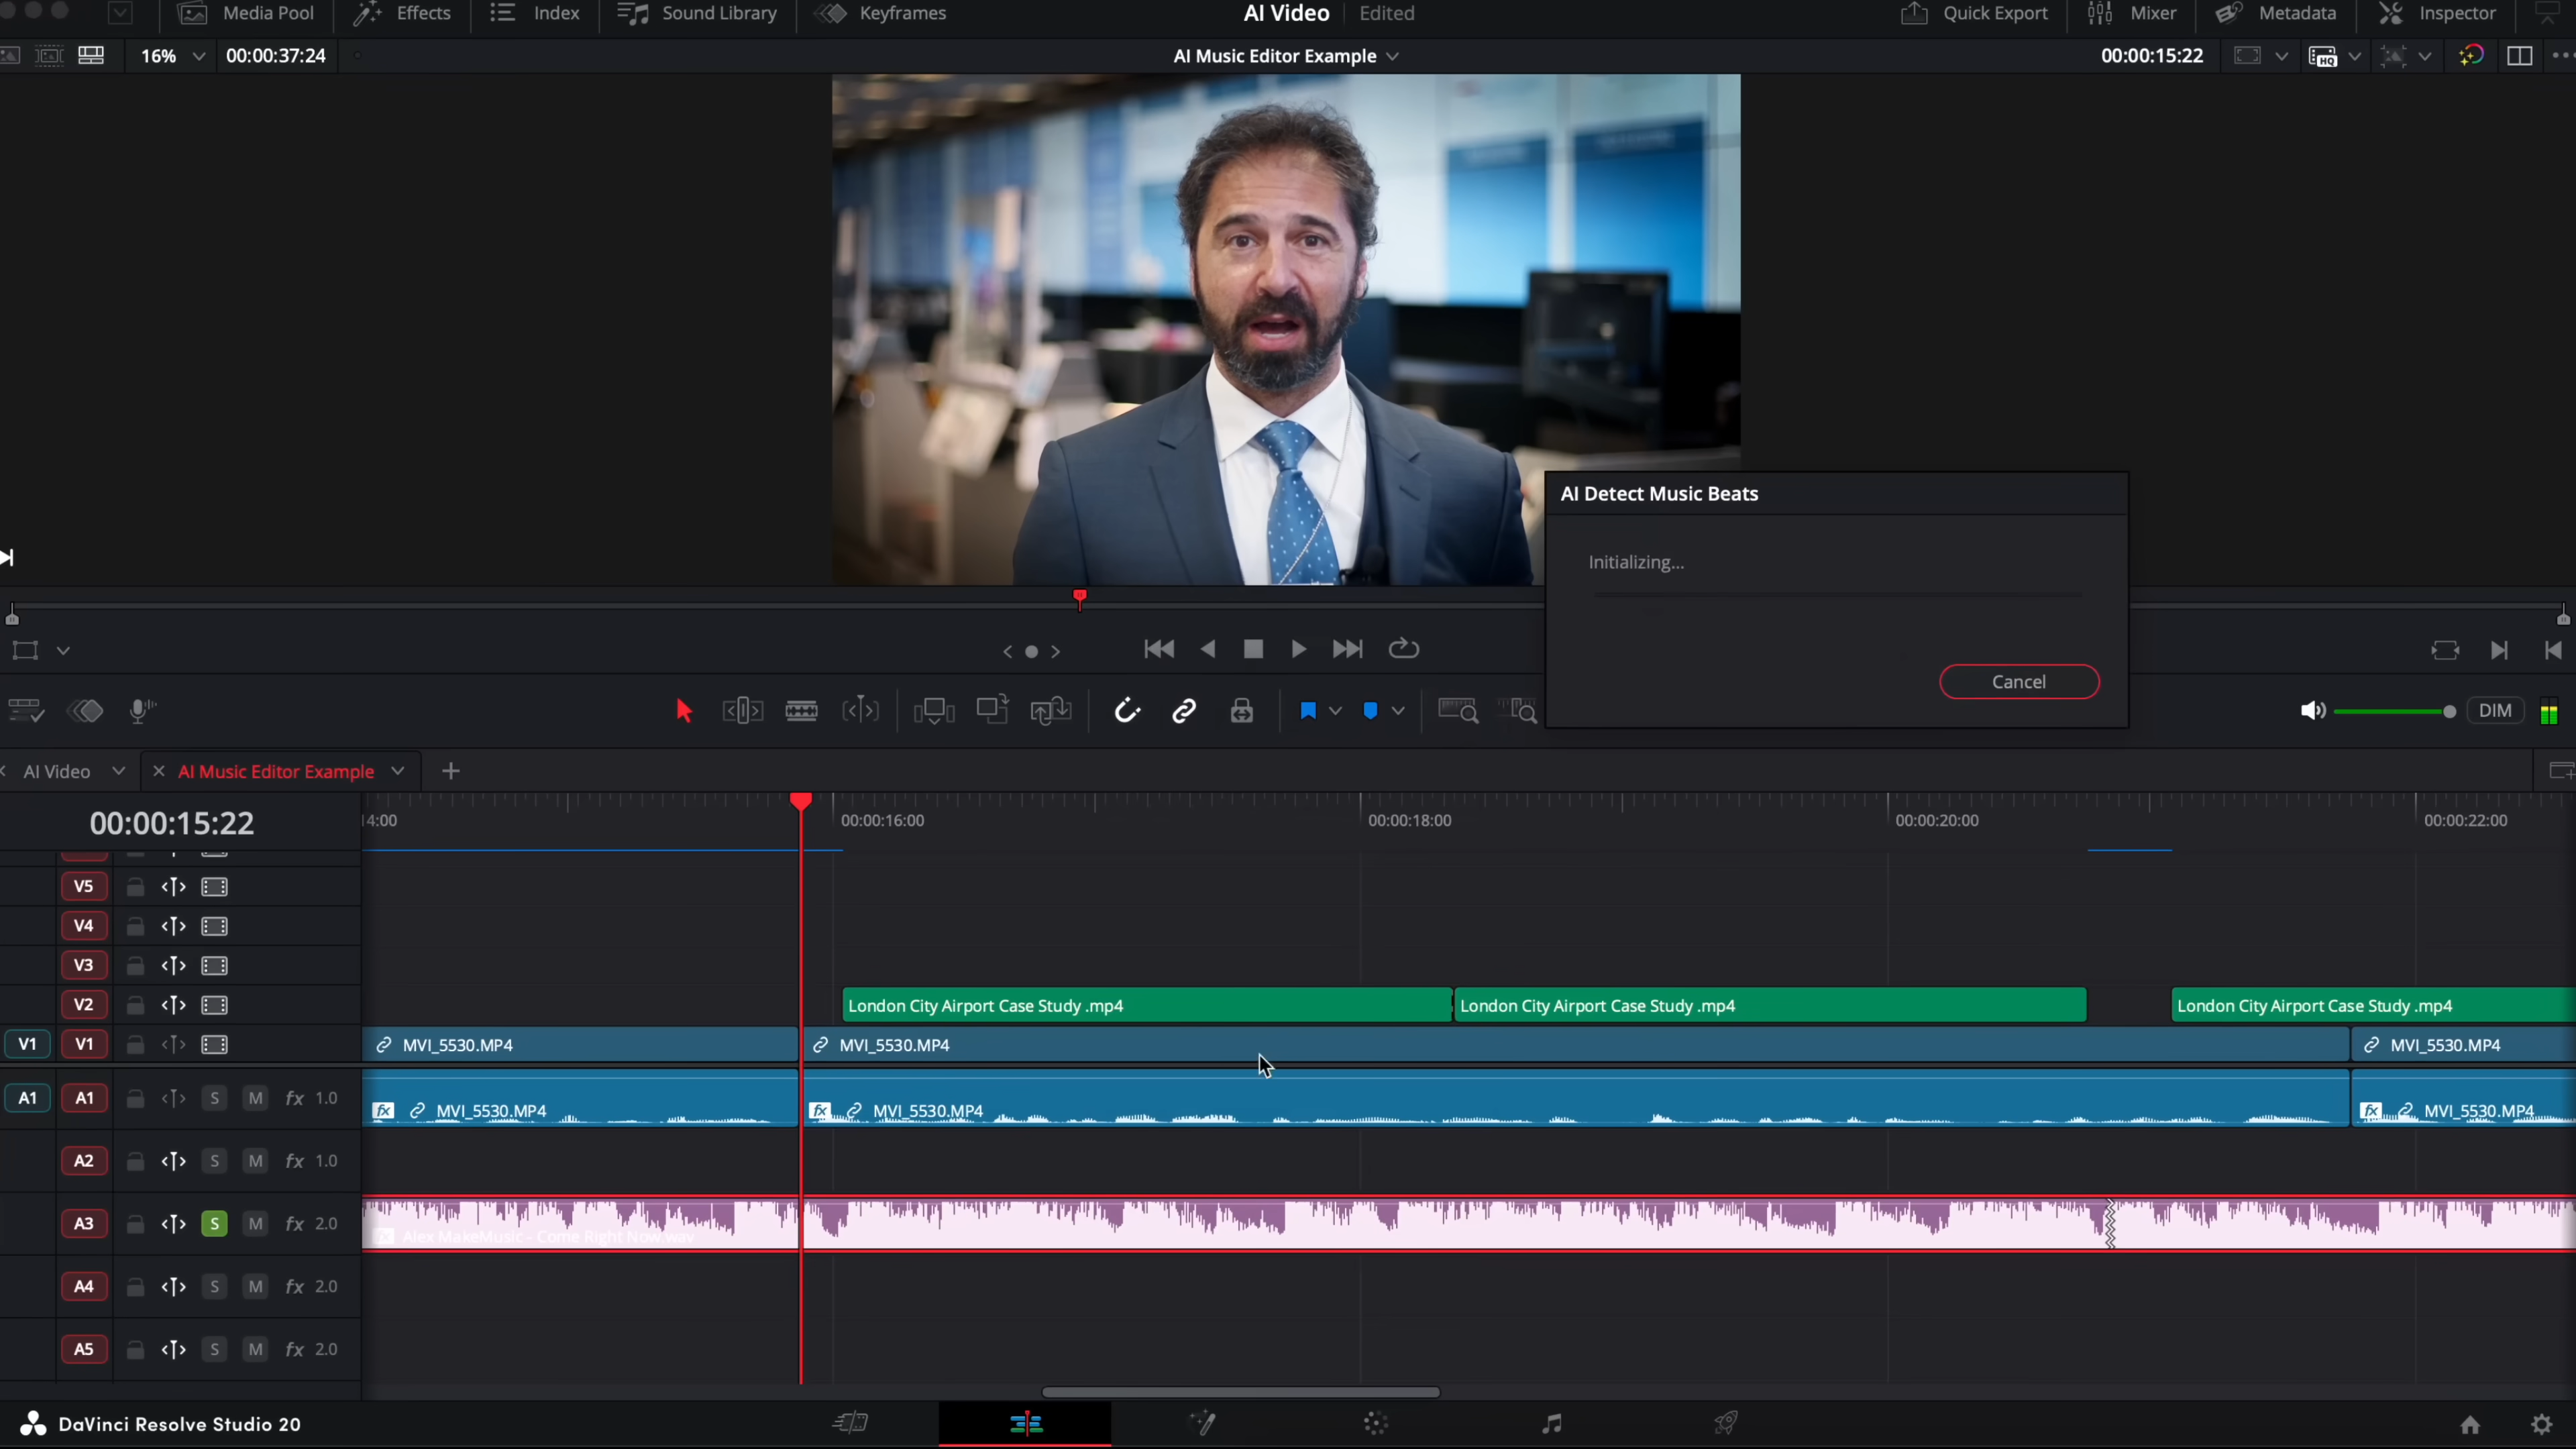 Media Pool
Effects
Index
Sound Library
Keyframes
AI Video
Edited
Quick Export
Mixer
Metadata
Inspector
16%
00:00:37:24
AI Music Editor Example
00:00:15:22
HQ
AI Detect Music Beats
Initializing...
Cancel
DIM
AI Video
AI Music Editor Example
00:00:15:22
4:00
00:00:16:00
00:00:18:00
00:00:20:00
00:00:22:00
V5
V4
V3
V2
London City Airport Case Study .mp4
London City Airport Case Study .mp4
London City Airport Case Study .mp4
V1
V1
MVI_5530.MP4
MVI_5530.MP4
MVI_5530.MP4
A1
A1
S
M
fx 1.0
fx
MVI_5530.MP4
fx
MVI_5530.MP4
fx
MVI_5530.MP4
A2
S
M
fx 1.0
A3
S
M
fx 2.0
Alex MakeMusic - Come Right Now.wav
A4
S
M
fx 2.0
A5
S
M
fx 2.0
DaVinci Resolve Studio 20